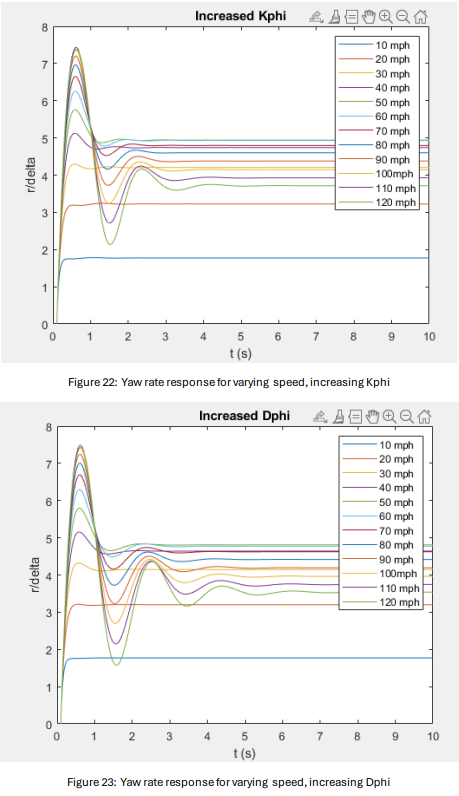 Increased Kphi
8
7
6
5
4
3
2
1
0
r/delta
10 mph
20 mph
30 mph
40 mph
50 mph
60 mph
70 mph
80 mph
90 mph
100mph
110 mph
120 mph
0 1 2 3 4 5 6 7 8 9 10
t (s)
Figure 22: Yaw rate response for varying speed, increasing Kphi
Increased Dphi
8
7
6
5
4
3
2
1
0
r/delta
10 mph
20 mph
30 mph
40 mph
50 mph
60 mph
70 mph
80 mph
90 mph
100mph
110 mph
120 mph
0 1 2 3 4 5 6 7 8 9 10
t (s)
Figure 23: Yaw rate response for varying speed, increasing Dphi